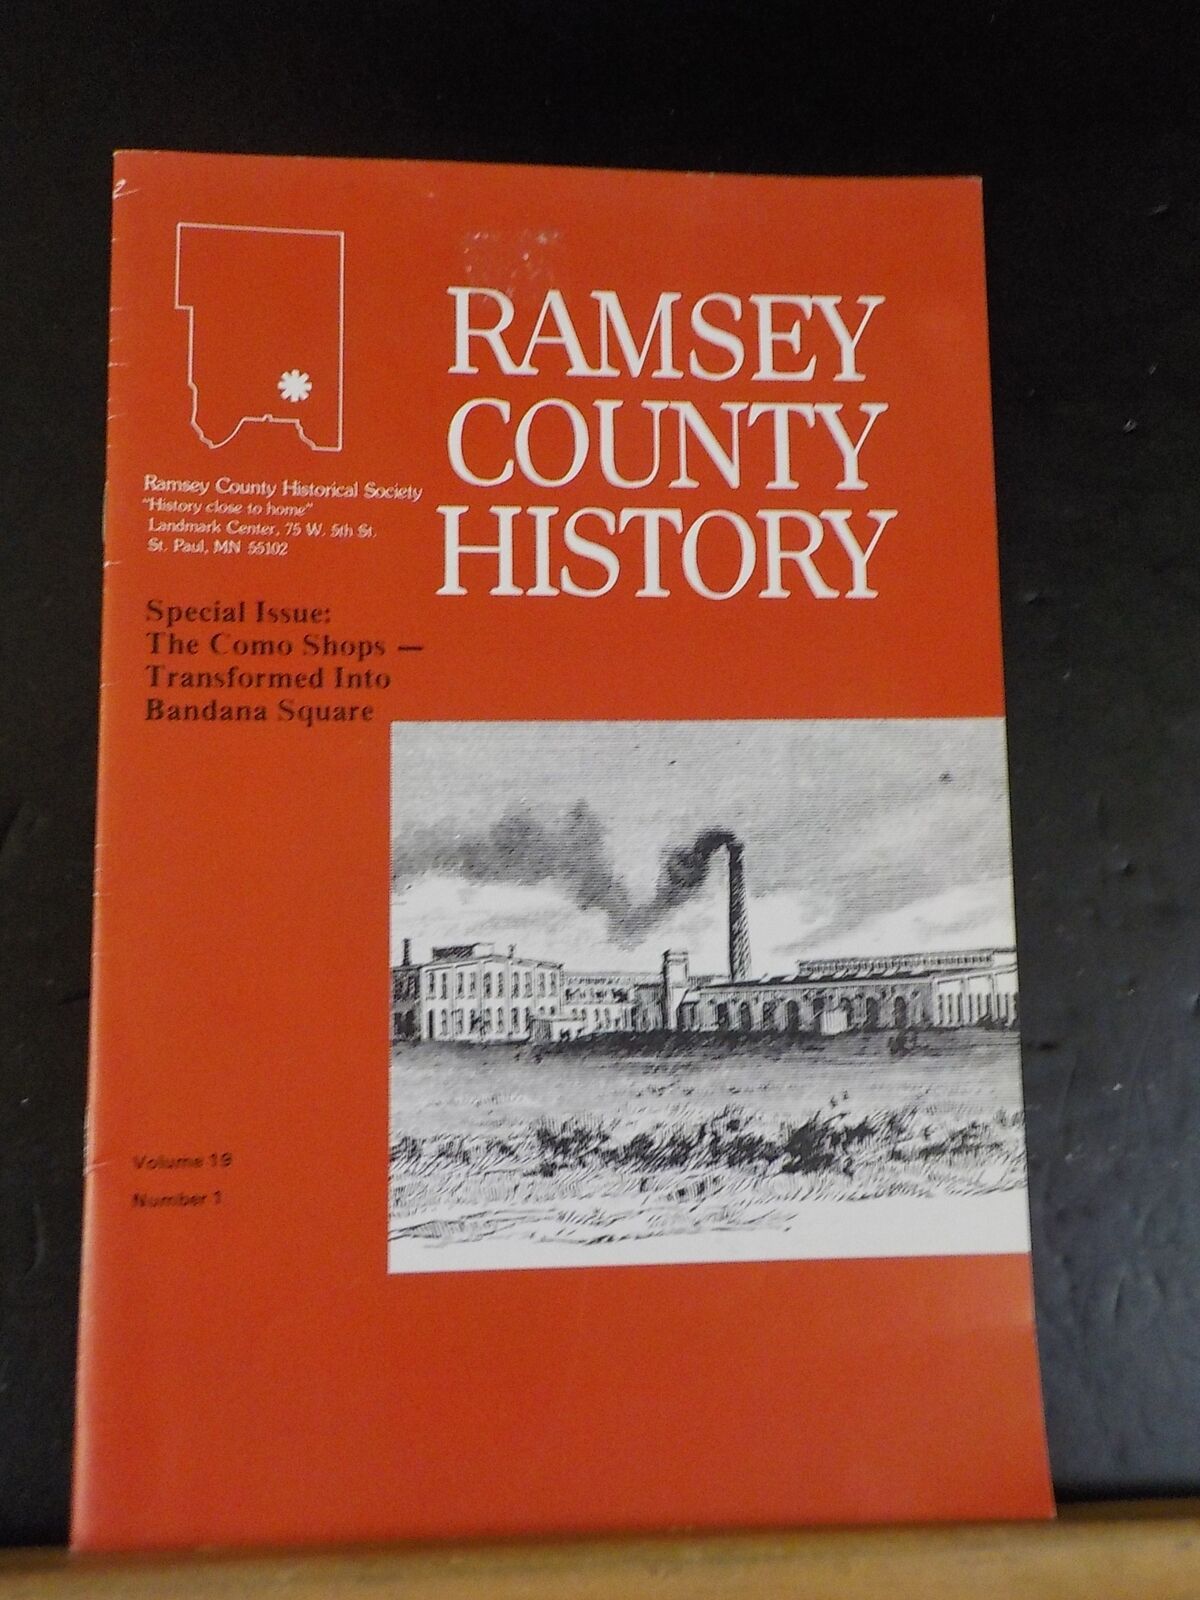 RAMSEY
COUNTY
HISTORY
Ramsey County Historical Society
"History close to home"
Landmark Center, 75 W. 5th St.
St. Paul, MN 55102
Special Issue:
The Como Shops —
Transformed Into
Bandana Square
Volume 19
Number 1